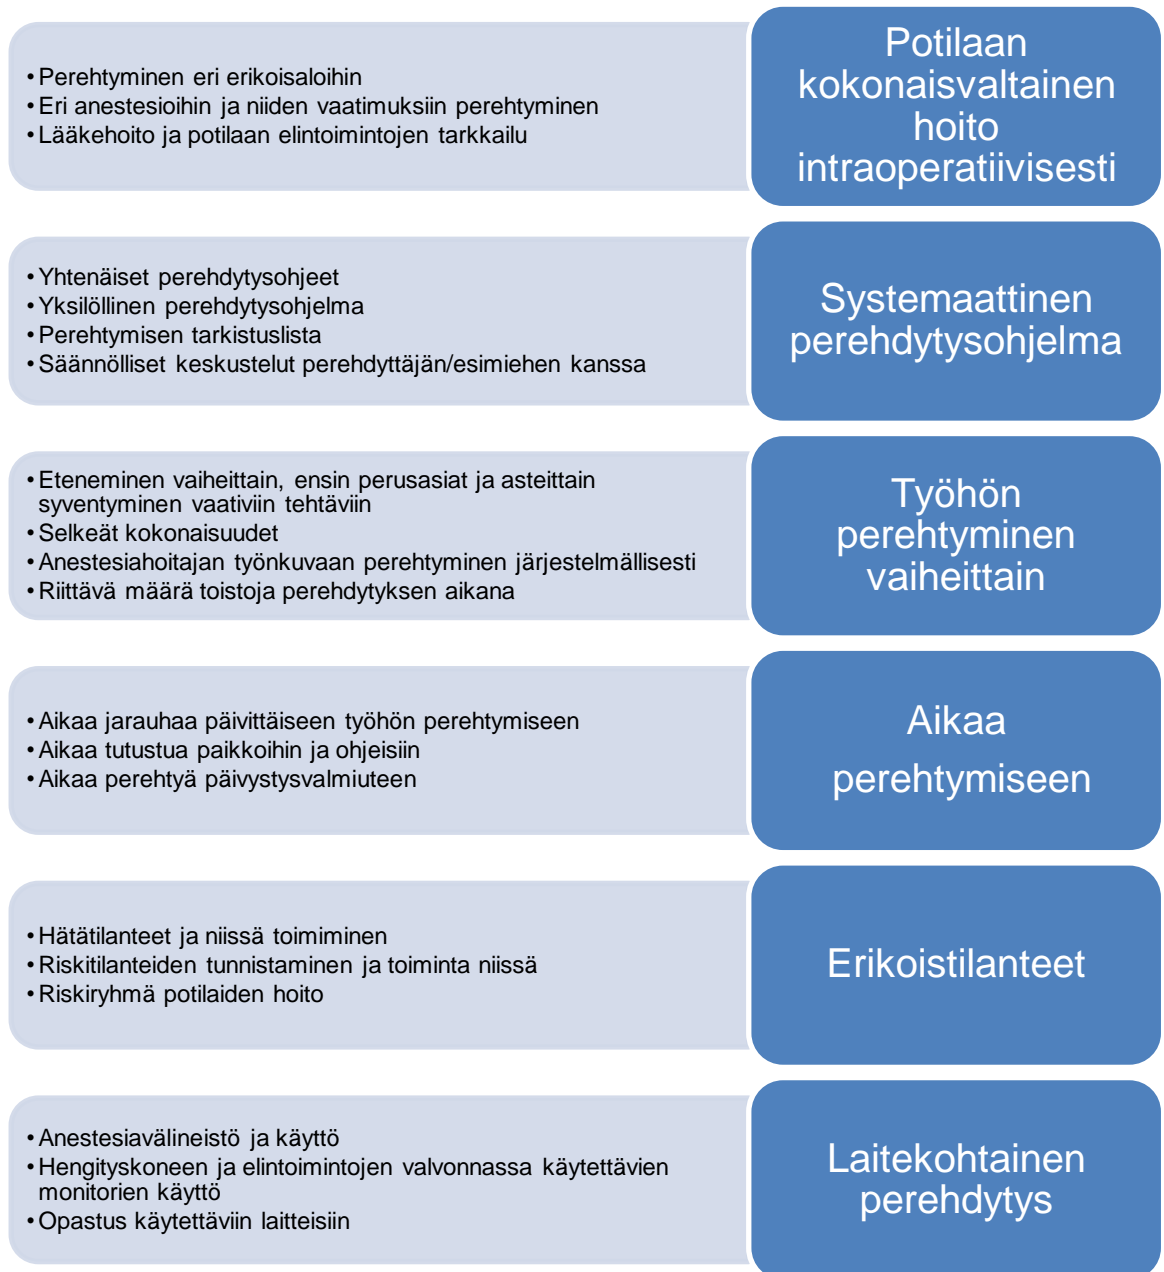 • Perehtyminen eri erikoisaloihin
• Eri anestesioihin ja niiden vaatimuksiin perehtyminen
• Lääkehoito ja potilaan elintoimintojen tarkkailu
Potilaan
kokonaisvaltainen
hoito
intraoperatiivisesti
• Yhtenäiset perehdytysohjeet
• Yksilöllinen perehdytysohjelma
• Perehtymisen tarkistuslista
• Säännölliset keskustelut perehdyttäjän/esimiehen kanssa
Systemaattinen
perehdytysohjelma
• Eteneminen vaiheittain, ensin perusasiat ja asteittain
syventyminen vaativiin tehtäviin
• Selkeät kokonaisuudet
• Anestesiahoitajan työnkuvaan perehtyminen järjestelmällisesti
• Riittävä määrä toistoja perehdytyksen aikana
Työhön
perehtyminen
vaiheittain
• Aikaa jarauhaa päivittäiseen työhön perehtymiseen
• Aikaa tutustua paikkoihin ja ohjeisiin
• Aikaa perehtyä päivystysvalmiuteen
Aikaa
perehtymiseen
• Hätätilanteet ja niissä toimiminen
• Riskitilanteiden tunnistaminen ja toiminta niissä
• Riskiryhmä potilaiden hoito
Erikoistilanteet
• Anestesiavälineistö ja käyttö
• Hengityskoneen ja elintoimintojen valvonnassa käytettävien
monitorien käyttö
• Opastus käytettäviin laitteisiin
Laitekohtainen
perehdytys